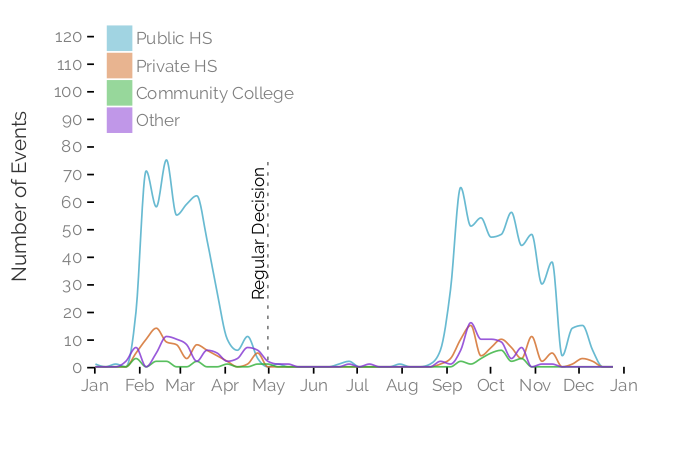 120
110
100
90
80
70
60
50
40
30
20
10
0
Number of Events
Public HS
Private HS
Community College
Other
Regular Decision
Jan Feb Mar Apr May Jun Jul Aug Sep Oct Nov Dec Jan